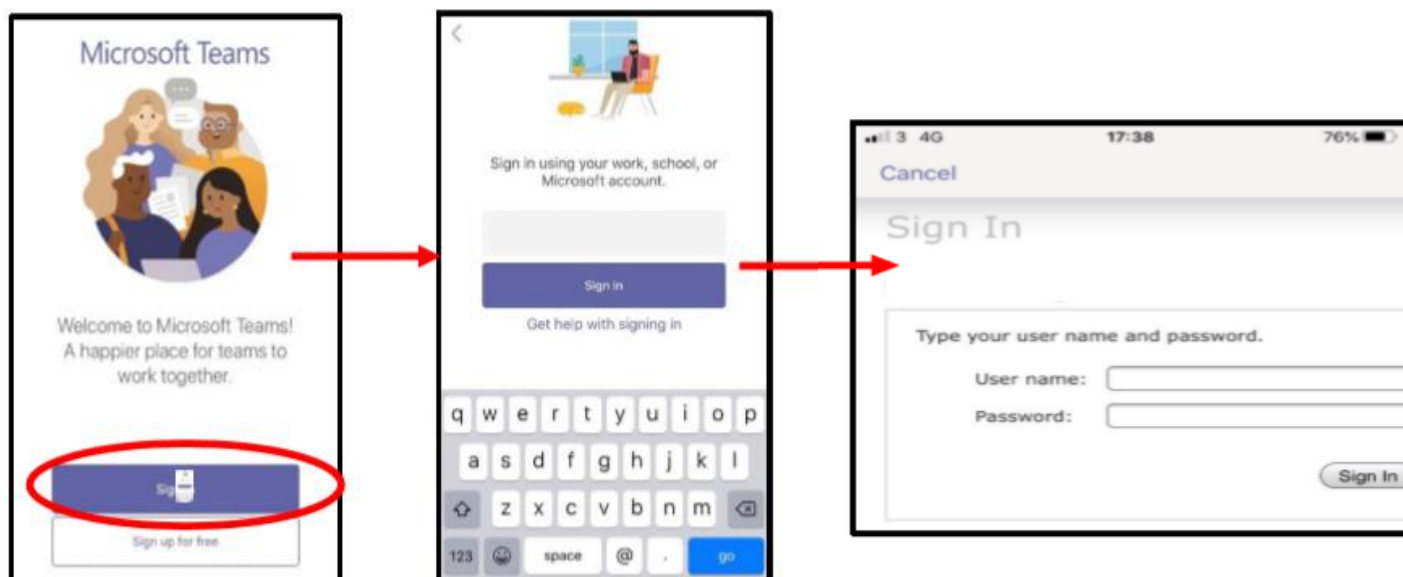 Microsoft Teams
Welcome to Microsoft Teams!
A happier place for teams to
work together.
Sign up for free
Sign in using your work, school, or
Microsoft account.
Sign in
Get help with signing in
q w e r t y u i o p
a s d f g h j k l
z x c v b n m
123 space @ . go
3 4G 17:38 76%
Cancel
Sign In
Type your user name and password.
User name:
Password:
Sign In